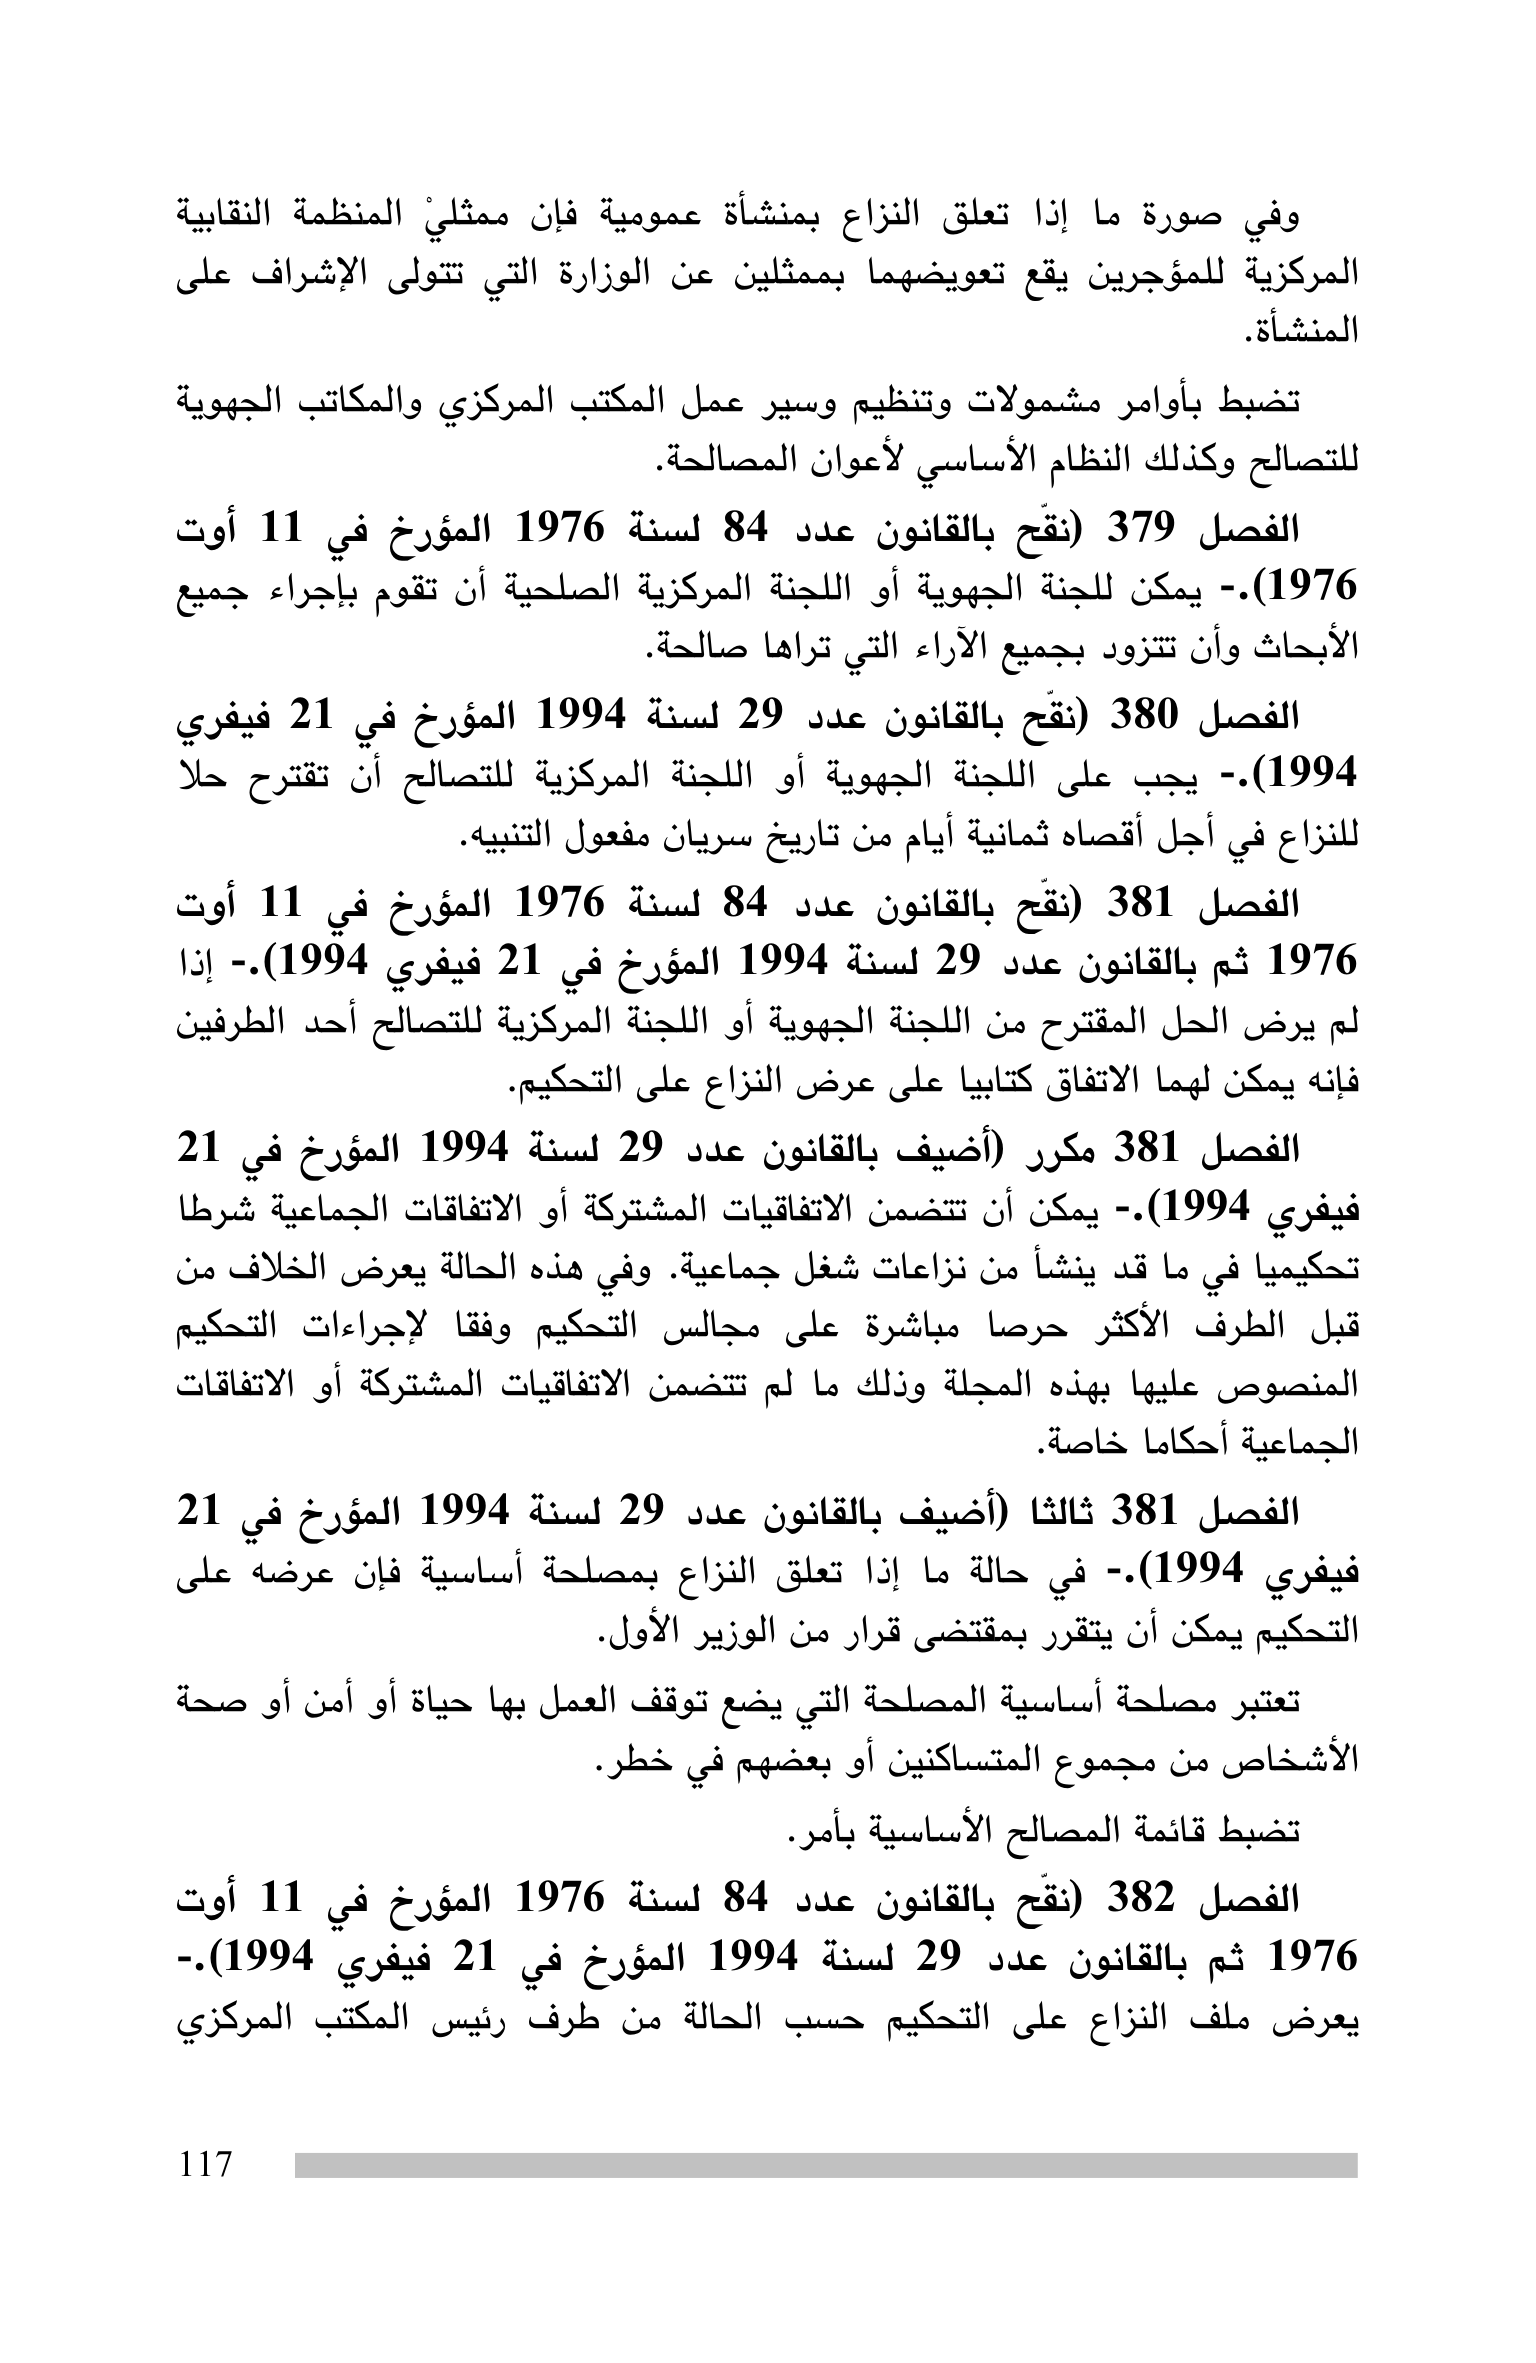 وفي صورة ما إذا تعلق النزاع بمنشأة عمومية فإن ممثليْ المنظمة النقابية
المركزية للمؤجرين يقع تعويضهما بممثلين عن الوزارة التي تتولى الإشراف على
المنشأة.
تضبط بأوامر مشمولات وتنظيم وسير عمل المكتب المركزي والمكاتب الجهوية
للتصالح وكذلك النظام الأساسي لأعوان المصالحة.
الفصل 379 (نقّح بالقانون عدد 84 لسنة 1976 المؤرخ في 11 أوت
1976).- يمكن للجنة الجهوية أو اللجنة المركزية الصلحية أن تقوم بإجراء جميع
الأبحاث وأن تتزود بجميع الآراء التي تراها صالحة.
الفصل 380 (نقّح بالقانون عدد 29 لسنة 1994 المؤرخ في 21 فيفري
1994).- يجب على اللجنة الجهوية أو اللجنة المركزية للتصالح أن تقترح حلا
للنزاع في أجل أقصاه ثمانية أيام من تاريخ سريان مفعول التنبيه.
الفصل 381 (نقّح بالقانون عدد 84 لسنة 1976 المؤرخ في 11 أوت
1976 ثم بالقانون عدد 29 لسنة 1994 المؤرخ في 21 فيفري 1994).- إذا
لم يرض الحل المقترح من اللجنة الجهوية أو اللجنة المركزية للتصالح أحد الطرفين
فإنه يمكن لهما الاتفاق كتابيا على عرض النزاع على التحكيم.
الفصل 381 مكرر (أضيف بالقانون عدد 29 لسنة 1994 المؤرخ في 21
فيفري 1994).- يمكن أن تتضمن الاتفاقيات المشتركة أو الاتفاقات الجماعية شرطا
تحكيميا في ما قد ينشأ من نزاعات شغل جماعية. وفي هذه الحالة يعرض الخلاف من
قبل الطرف الأكثر حرصا مباشرة على مجالس التحكيم وفقا لإجراءات التحكيم
المنصوص عليها بهذه المجلة وذلك ما لم تتضمن الاتفاقيات المشتركة أو الاتفاقات
الجماعية أحكاما خاصة.
الفصل 381 ثالثا (أضيف بالقانون عدد 29 لسنة 1994 المؤرخ في 21
فيفري 1994).- في حالة ما إذا تعلق النزاع بمصلحة أساسية فإن عرضه على
التحكيم يمكن أن يتقرر بمقتضى قرار من الوزير الأول.
تعتبر مصلحة أساسية المصلحة التي يضع توقف العمل بها حياة أو أمن أو صحة
الأشخاص من مجموع المتساكنين أو بعضهم في خطر.
تضبط قائمة المصالح الأساسية بأمر.
الفصل 382 (نقّح بالقانون عدد 84 لسنة 1976 المؤرخ في 11 أوت
1976 ثم بالقانون عدد 29 لسنة 1994 المؤرخ في 21 فيفري 1994).-
يعرض ملف النزاع على التحكيم حسب الحالة من طرف رئيس المكتب المركزي
117